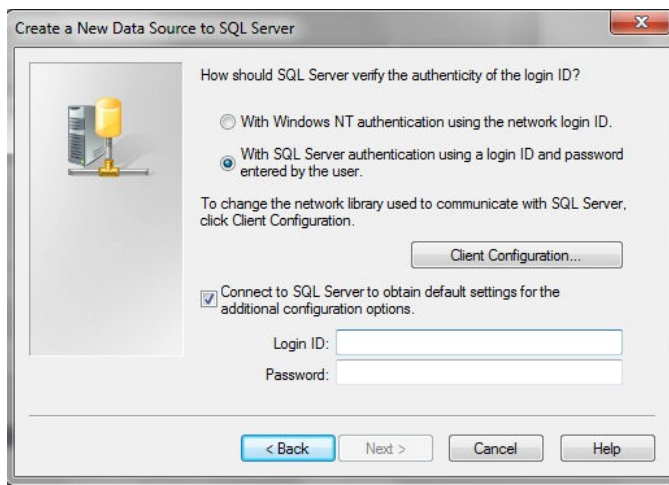 Create a New Data Source to SQL Server
How should SQL Server verify the authenticity of the login ID?
With Windows NT authentication using the network login ID.
With SQL Server authentication using a login ID and password
entered by the user.
To change the network library used to communicate with SQL Server,
click Client Configuration.
Client Configuration...
Connect to SQL Server to obtain default settings for the
additional configuration options.
Login ID:
Password:
< Back Next > Cancel Help